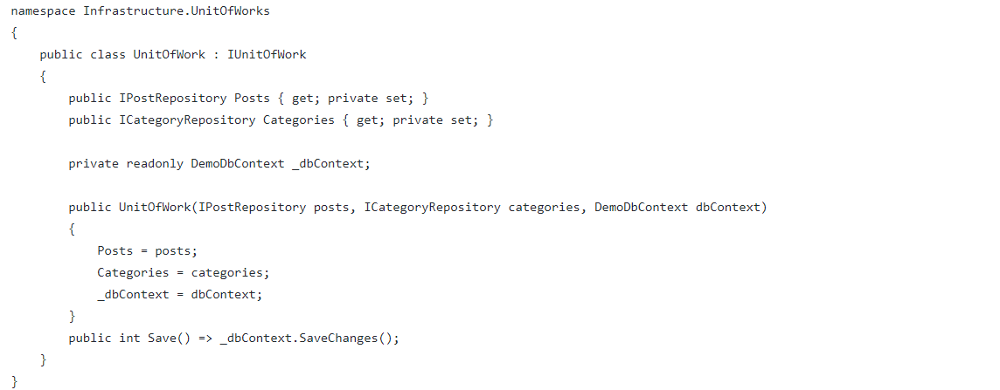 namespace Infrastructure.UnitOfWorks
{
    public class UnitOfWork : IUnitOfWork
    {
        public IPostRepository Posts { get; private set; }
        public ICategoryRepository Categories { get; private set; }

        private readonly DemoDbContext _dbContext;

        public UnitOfWork(IPostRepository posts, ICategoryRepository categories, DemoDbContext dbContext)
        {
            Posts = posts;
            Categories = categories;
            _dbContext = dbContext;
        }
        public int Save() => _dbContext.SaveChanges();
    }
}